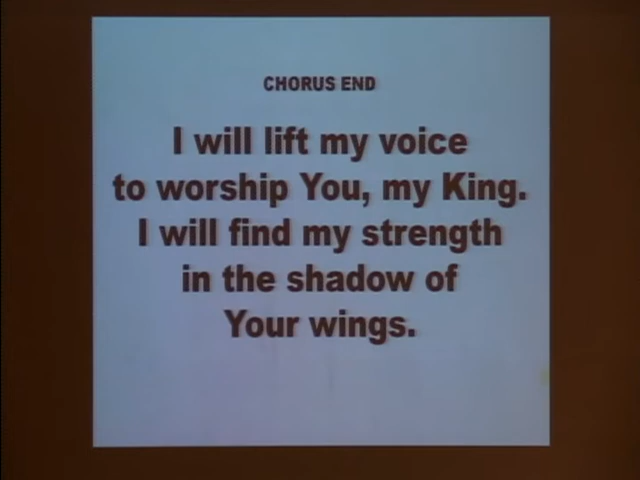 CHORUS END
I will lift my voice
to worship You, my King.
I will find my strength
in the shadow of
Your wings.